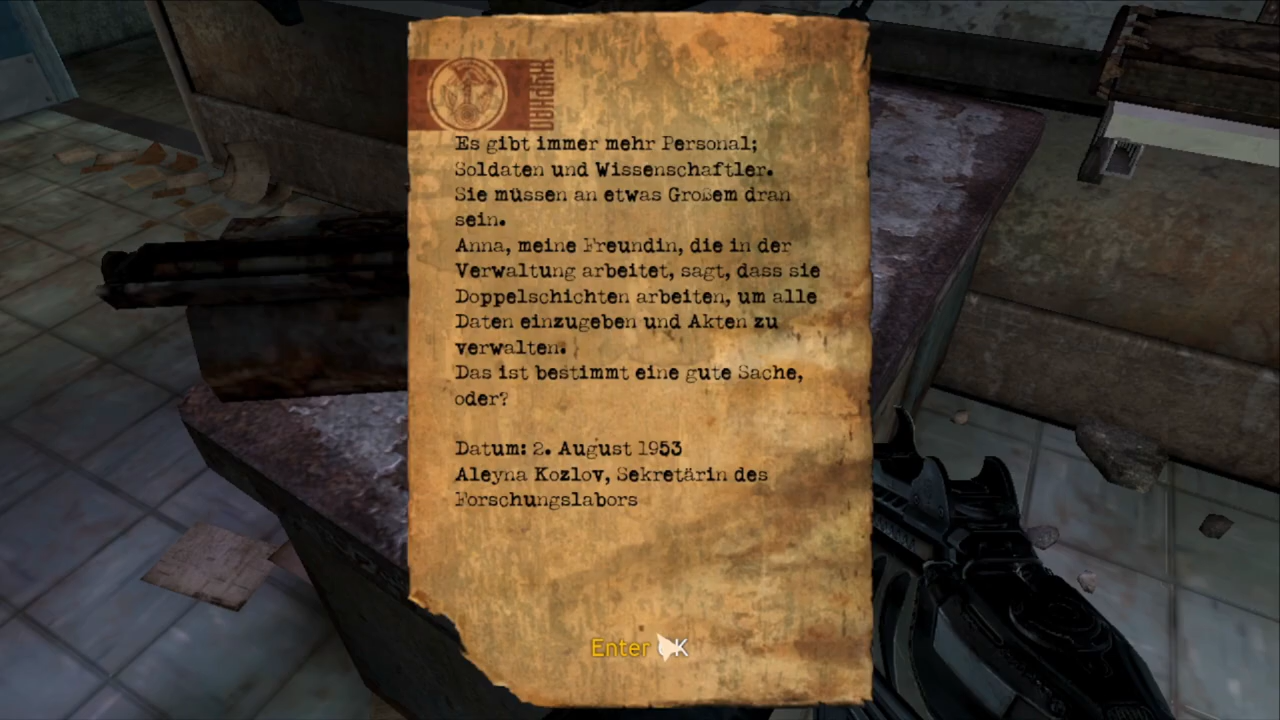 Es gibt immer mehr Personal;
Soldaten und Wissenschaftler.
Sie müssen an etwas Großem dran
sein.
Anna, meine Freundin, die in der
Verwaltung arbeitet, sagt, dass sie
Doppelschichten arbeiten, um alle
Daten einzugeben und Akten zu
verwalten.
Das ist bestimmt eine gute Sache,
oder?
Datum: 2. August 1953
Aleyna Kozlov, Sekretärin des
Forschungslabors
Enter OK